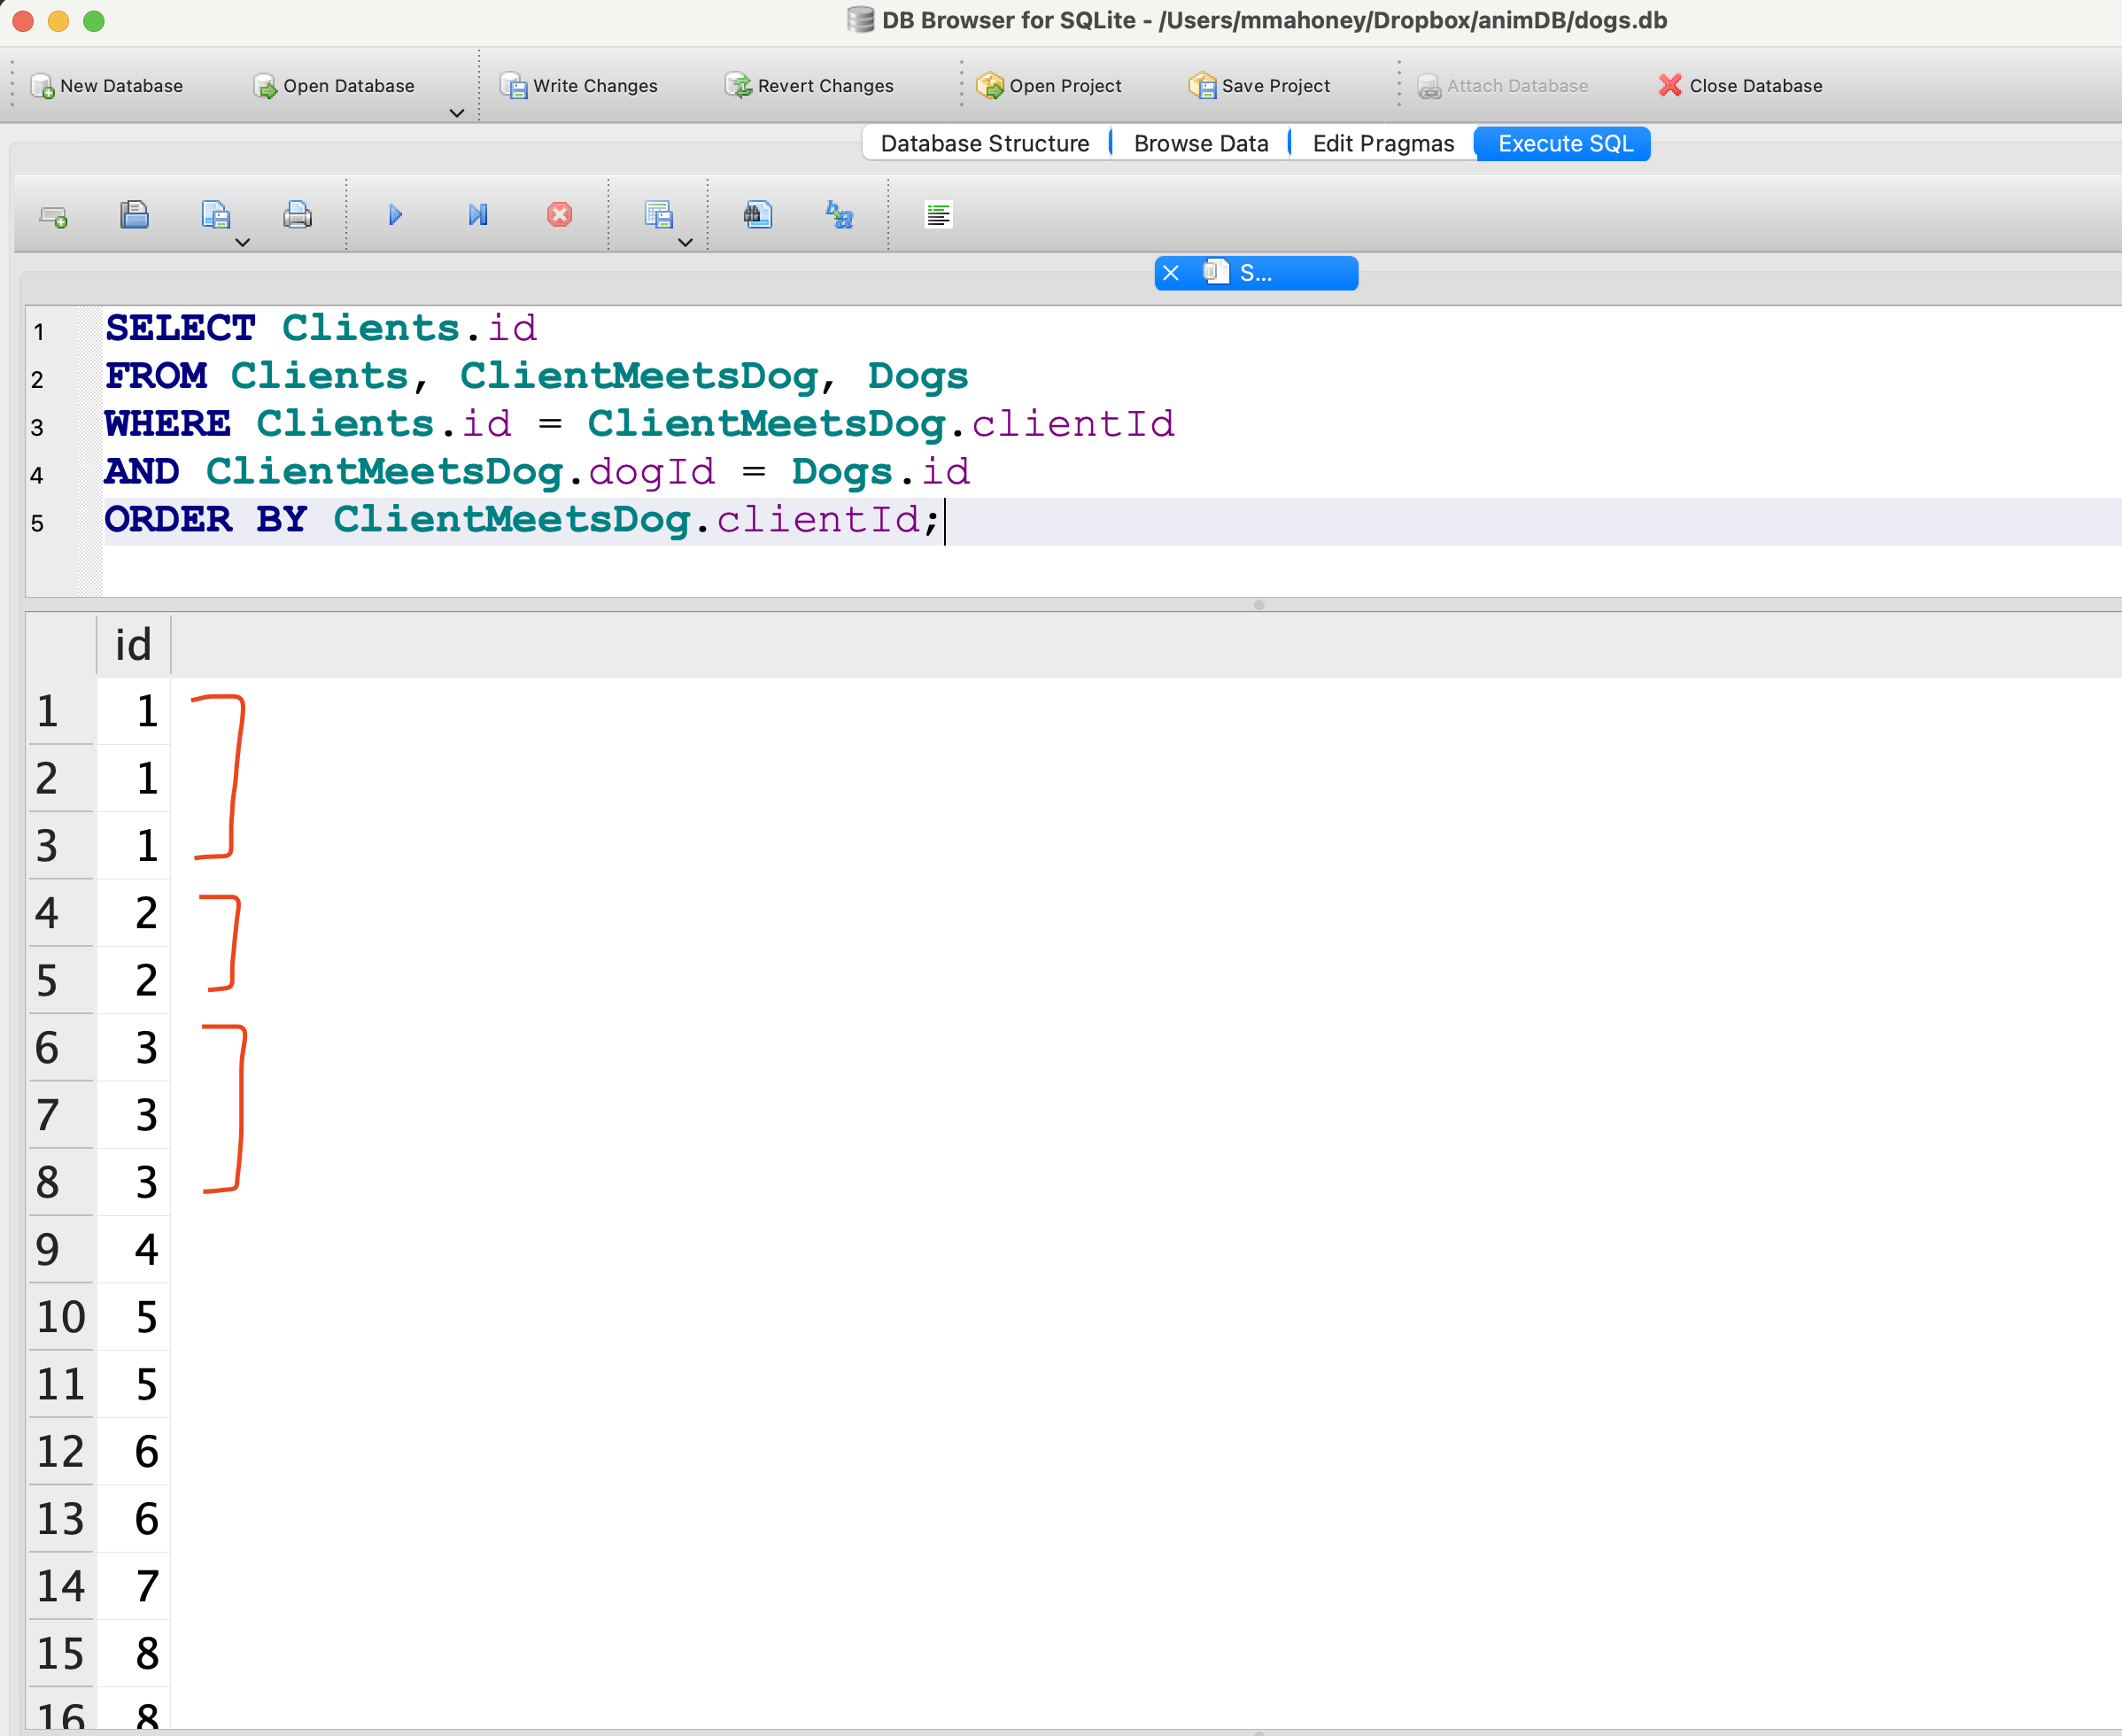 DB Browser for SQLite - /Users/mmahoney/Dropbox/animDB/dogs.db
New Database Open Database Write Changes Revert Changes Open Project Save Project Attach Database Close Database
Database Structure Browse Data Edit Pragmas Execute SQL
S...
1 SELECT Clients.id
2 FROM Clients, ClientMeetsDog, Dogs
3 WHERE Clients.id = ClientMeetsDog.clientId
4 AND ClientMeetsDog.dogId = Dogs.id
5 ORDER BY ClientMeetsDog.clientId;
id
1 1
2 1
3 1
4 2
5 2
6 3
7 3
8 3
9 4
10 5
11 5
12 6
13 6
14 7
15 8
16 8